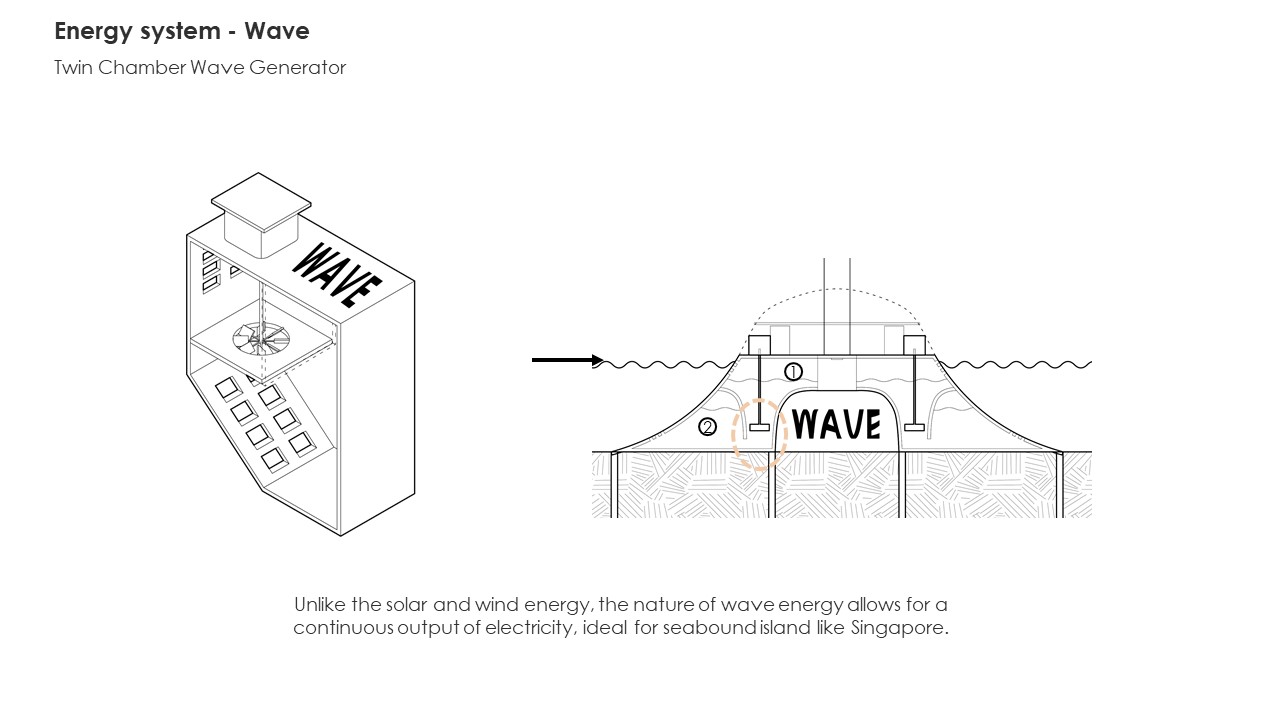 Energy system - Wave
Twin Chamber Wave Generator
WAVE
1
2
WAVE
Unlike the solar and wind energy, the nature of wave energy allows for a
continuous output of electricity, ideal for seabound island like Singapore.